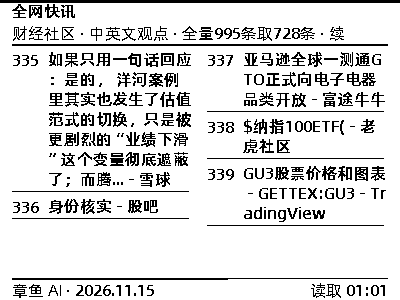 全网快讯
财经社区·中英文观点·全量995条取728条·续
335 如果只用一句话回应
：是的， 洋河案例
里其实也发生了估值
范式的切换，只是被
更剧烈的“业绩下滑
”这个变量彻底遮蔽
了；而腾... - 雪球
336 身份核实 - 股吧
337 亚马逊全球一测通G
TO正式向电子电器
品类开放 - 富途牛牛
338 $纳指100ETF( - 老
虎社区
339 GU3股票价格和图表
- GETTEX:GU3 - Tr
adingView
章鱼 AI · 2026.11.15
读取 01:01